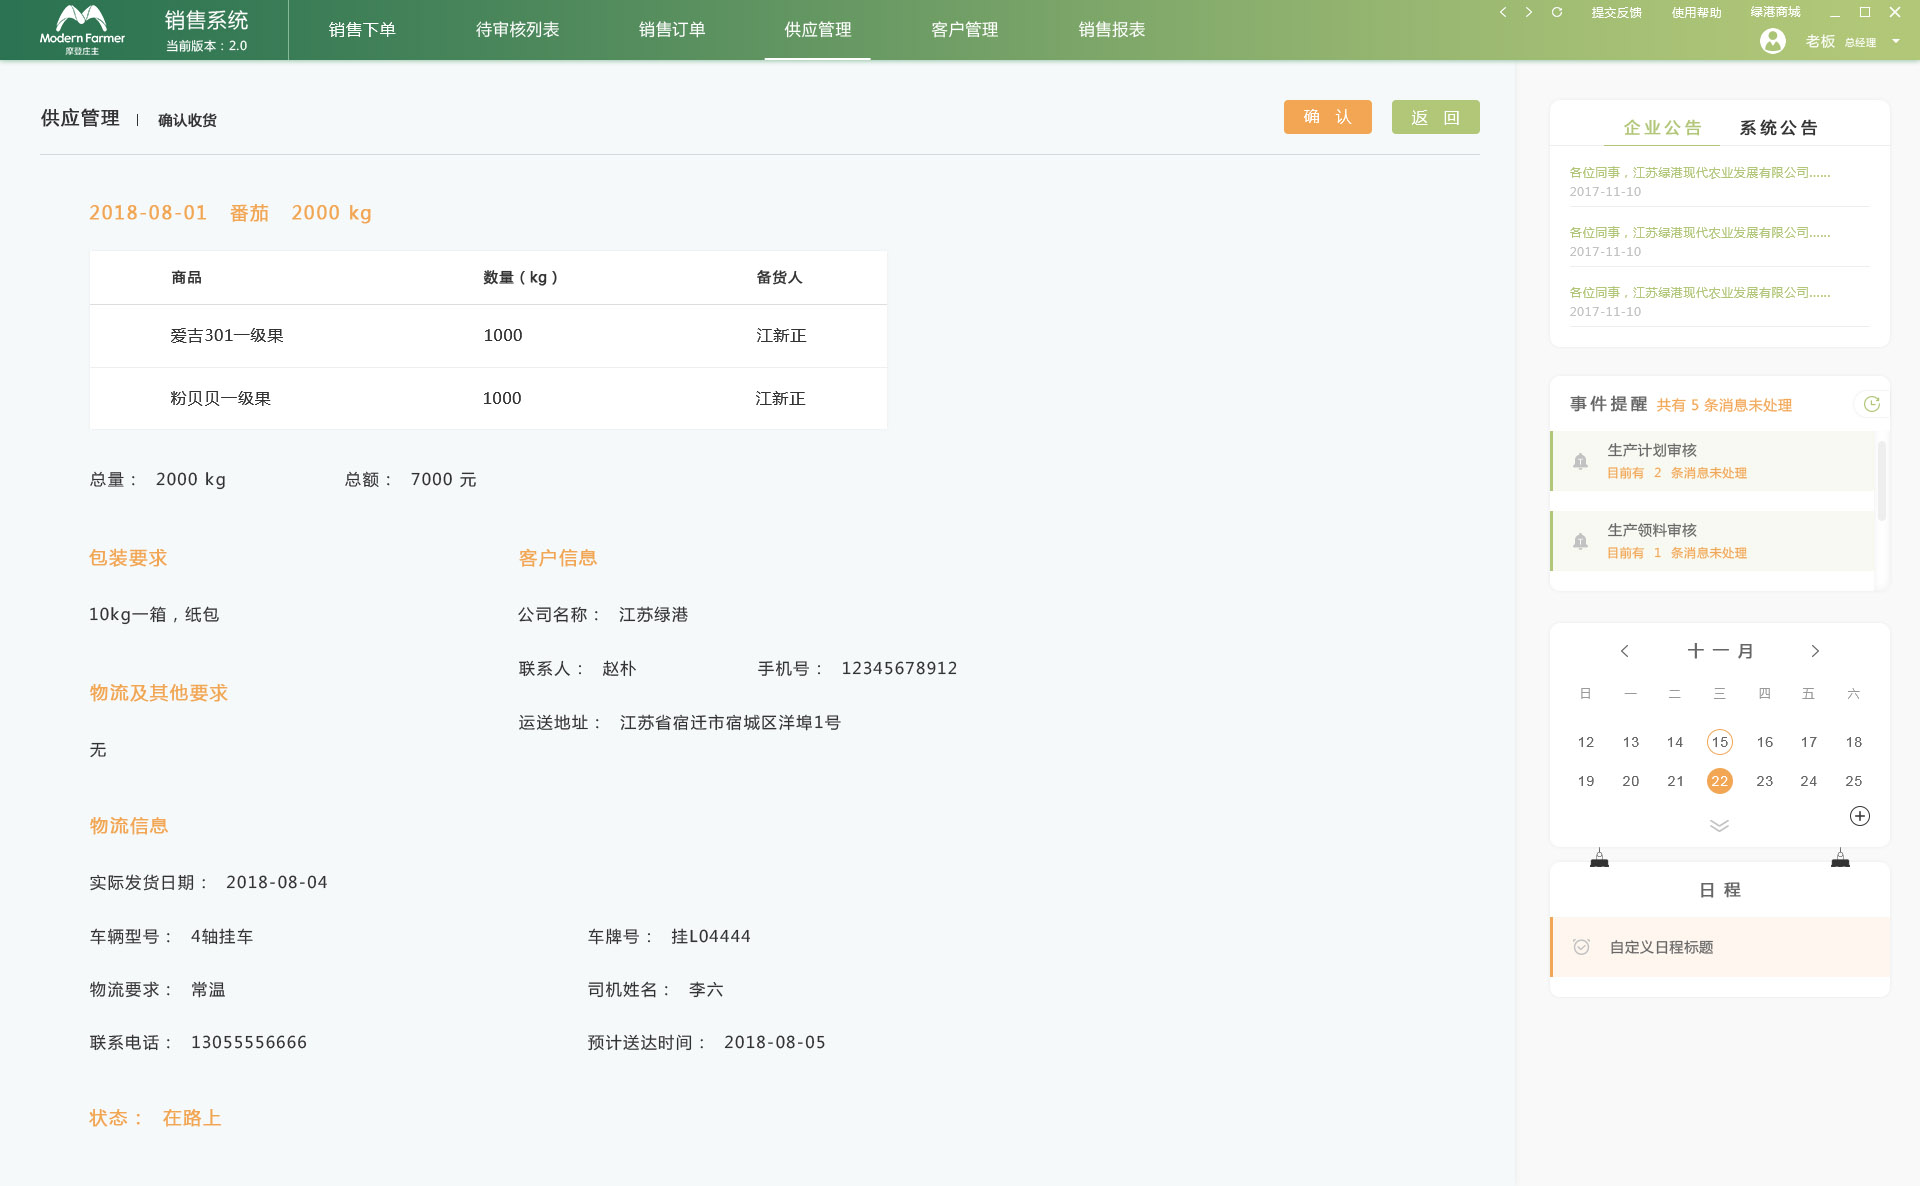 Modern Farmer
摩登庄主
销售系统
当前版本：2.0
销售下单
待审核列表
销售订单
供应管理
客户管理
销售报表
提交反馈
使用帮助
绿港商城
老板 总经理
供应管理 | 确认收货
确 认
返 回
2018-08-01 番茄 2000 kg
商品 数量（kg） 备货人
爱吉301一级果 1000 江新正
粉贝贝一级果 1000 江新正
总量： 2000 kg 总额： 7000 元
包装要求
10kg一箱，纸包
物流及其他要求
无
客户信息
公司名称： 江苏绿港
联系人： 赵朴 手机号： 12345678912
运送地址： 江苏省宿迁市宿城区洋埠1号
物流信息
实际发货日期： 2018-08-04
车辆型号： 4轴挂车 车牌号： 挂L04444
物流要求： 常温 司机姓名： 李六
联系电话： 13055556666 预计送达时间： 2018-08-05
状态： 在路上
企业公告 系统公告
各位同事，江苏绿港现代农业发展有限公司......
2017-11-10
各位同事，江苏绿港现代农业发展有限公司......
2017-11-10
各位同事，江苏绿港现代农业发展有限公司......
2017-11-10
事件提醒 共有 5 条消息未处理
生产计划审核
目前有 2 条消息未处理
生产领料审核
目前有 1 条消息未处理
十一月
日 一 二 三 四 五 六
12 13 14 15 16 17 18
19 20 21 22 23 24 25
日 程
自定义日程标题